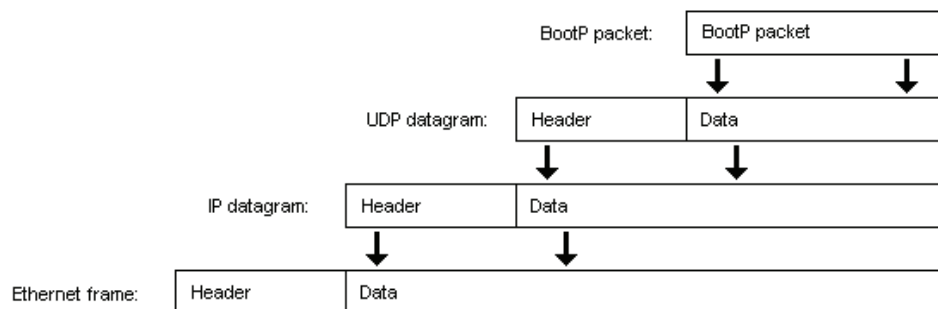 BootP packet: BootP packet
UDP datagram: Header Data
IP datagram: Header Data
Ethernet frame: Header Data